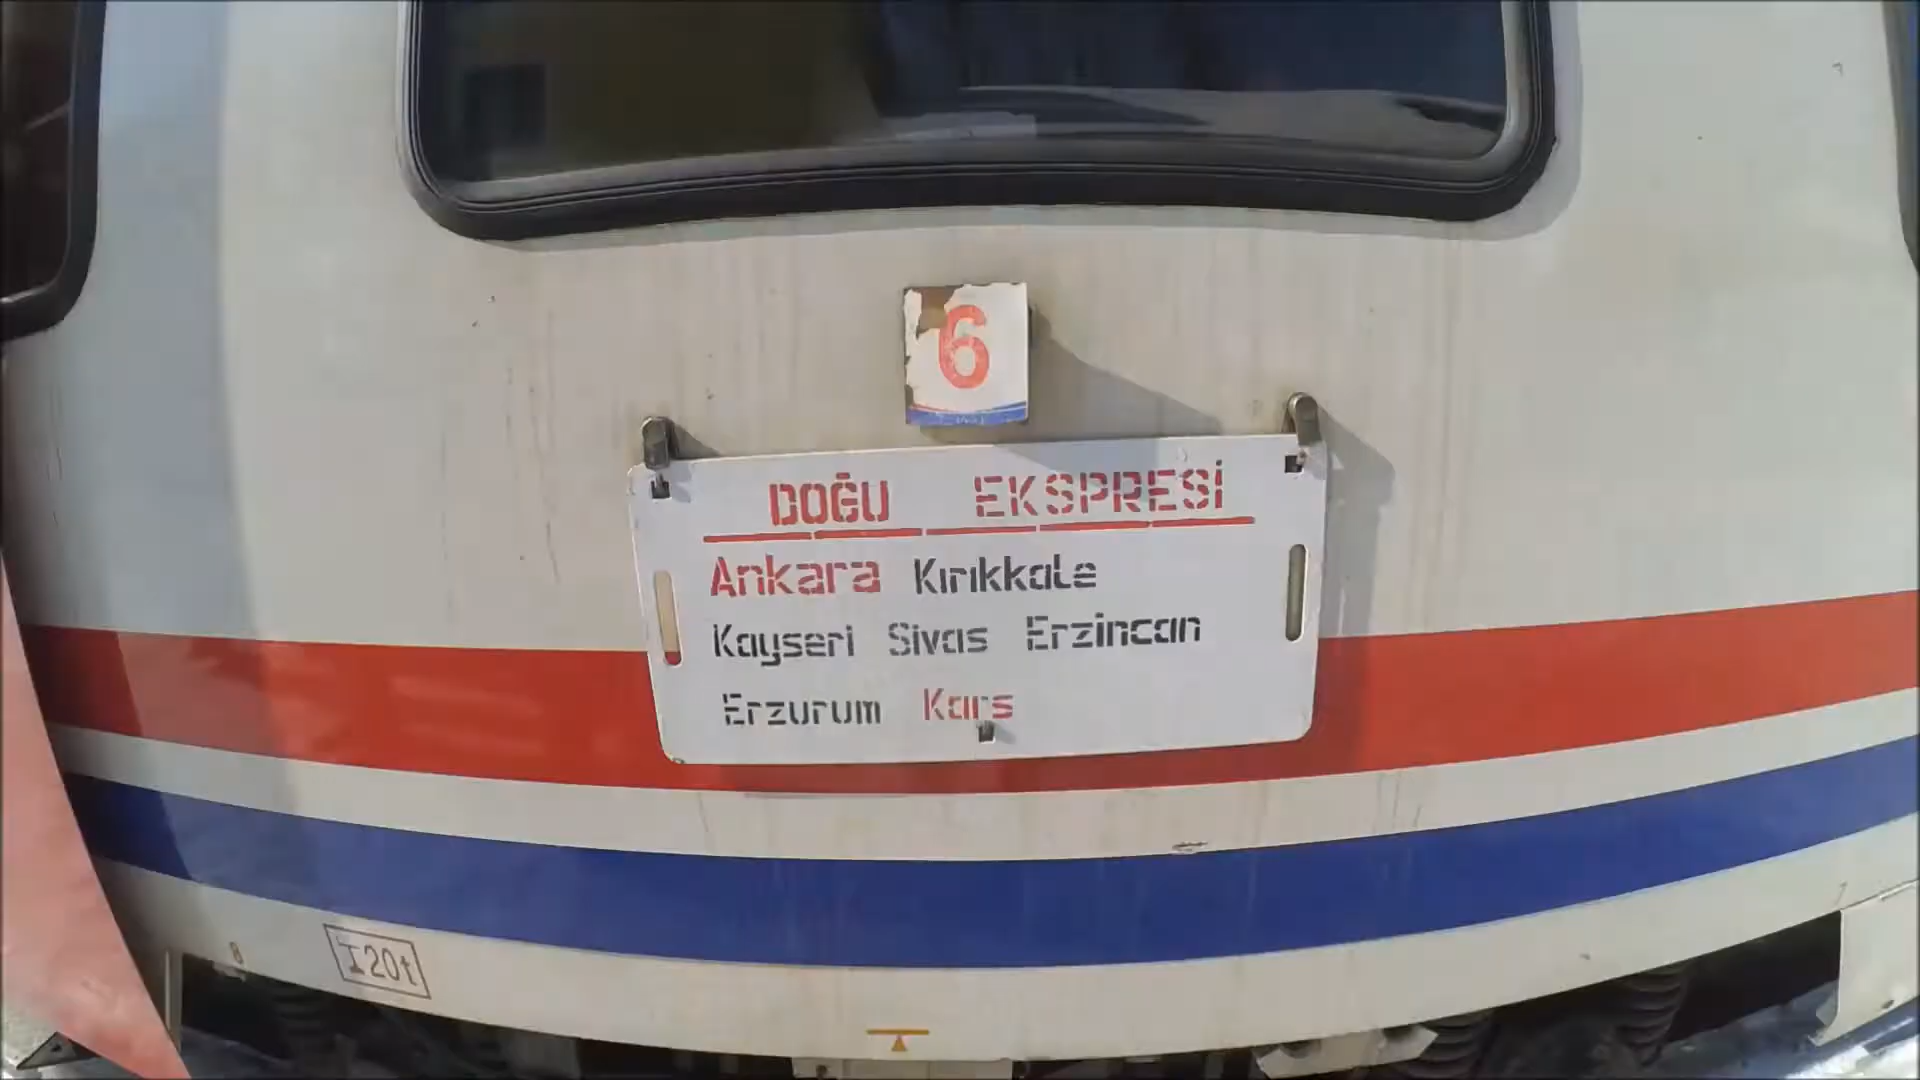 6
DOĞU EKSPRESİ
Ankara Kırıkkale
Kayseri Sivas Erzincan
Erzurum Kars
20t